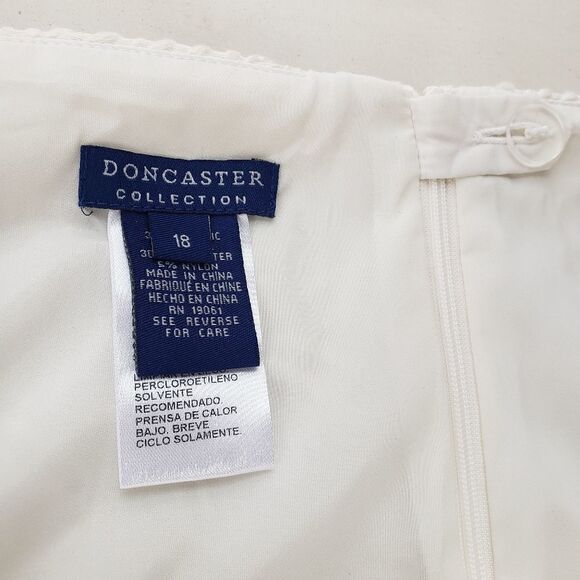 DONCASTER
COLLECTION
18
5% NYLON
MADE IN CHINA
FABRIQUÉ EN CHINE
HECHO EN CHINA
RN 19061
SEE REVERSE
FOR CARE
PERCLOROETILENO
SOLVENTE
RECOMENDADO.
PRENSA DE CALOR
BAJO. BREVE
CICLO SOLAMENTE.